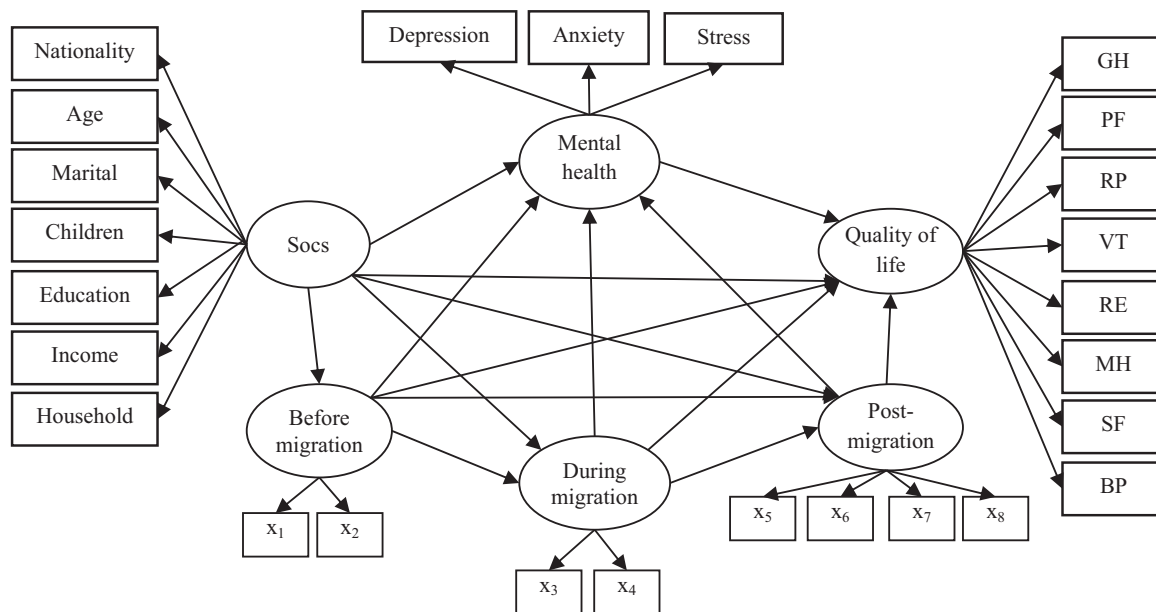 Nationality
Age
Marital
Children
Education
Income
Household
Depression
Anxiety
Stress
Mental
health
Socs
Quality of
life
Before
migration
During
migration
Post-
migration
x₁
x₂
x₃
x₄
x₅
x₆
x₇
x₈
GH
PF
RP
VT
RE
MH
SF
BP